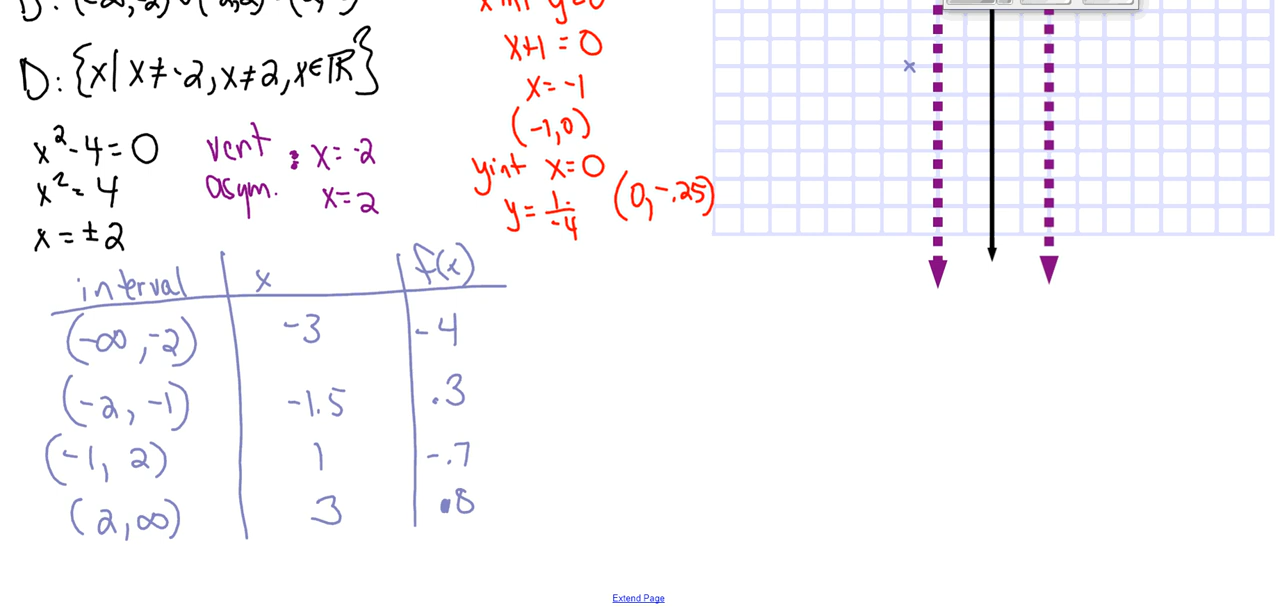 D: {x | x ≠ -2, x ≠ 2, x ∈ ℝ}
x² - 4 = 0
x² = 4
x = ± 2
vert asym. : x = -2
x = 2
x int y = 0
x + 1 = 0
x = -1
(-1, 0)
y int x = 0
y = 1/-4 (0, -.25)
interval x f(x)
(-∞, -2) -3 -4
(-2, -1) -1.5 .3
(-1, 2) 1 -.7
(2, ∞) 3 .8
Extend Page